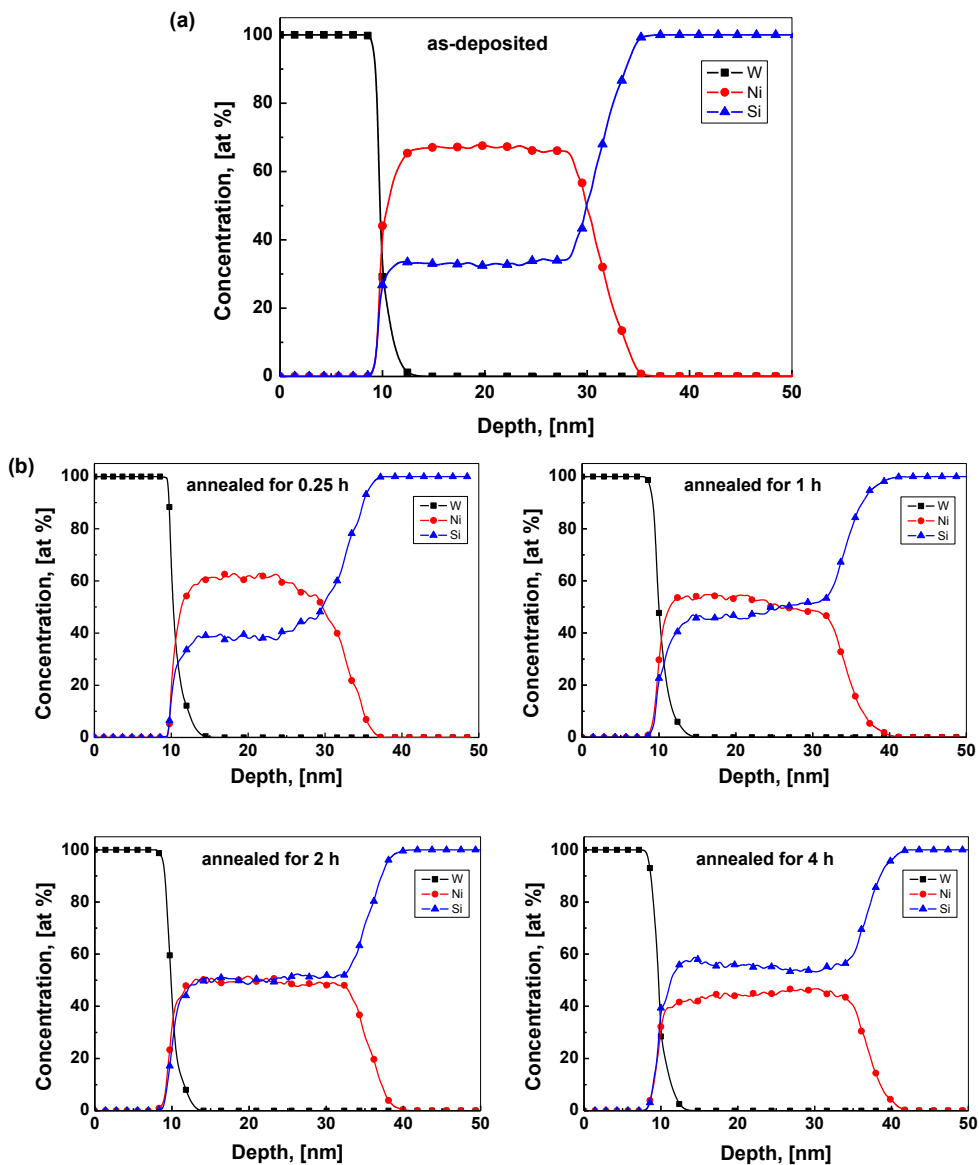 (a)
as-deposited
W
Ni
Si
Concentration, [at %]
100
80
60
40
20
0
0 10 20 30 40 50
Depth, [nm]
(b)
annealed for 0.25 h
W
Ni
Si
Concentration, [at %]
100
80
60
40
20
0
0 10 20 30 40 50
Depth, [nm]
annealed for 1 h
W
Ni
Si
Concentration, [at %]
100
80
60
40
20
0
0 10 20 30 40 50
Depth, [nm]
annealed for 2 h
W
Ni
Si
Concentration, [at %]
100
80
60
40
20
0
0 10 20 30 40 50
Depth, [nm]
annealed for 4 h
W
Ni
Si
Concentration, [at %]
100
80
60
40
20
0
0 10 20 30 40 50
Depth, [nm]